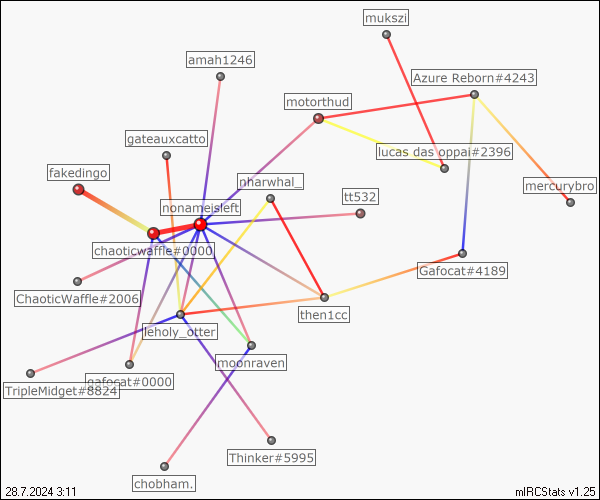 mukszi
amah1246
Azure Reborn#4243
motorthud
gateauxcatto
lucas das oppai#2396
fakedingo
nharwhal_
mercurybro
tt532
nonameisleft
chaoticwaffle#0000
Gafocat#4189
ChaoticWaffle#2006
then1cc
leholy_otter
moonraven
gafocat#0000
TripleMidget#8824
Thinker#5995
chobham.
28.7.2024 3:11
mIRCStats v1.25